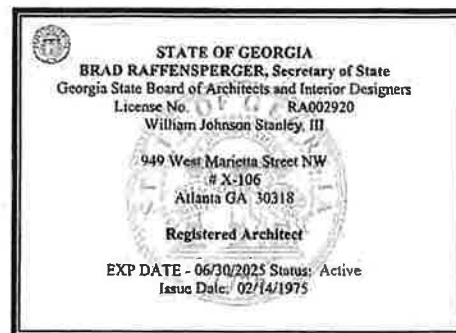 STATE OF GEORGIA
BRAD RAFFENSPERGER, Secretary of State
Georgia State Board of Architects and Interior Designers
License No. RA002920
William Johnson Stanley, III
949 West Marietta Street NW
# X-106
Atlanta GA 30318
Registered Architect
EXP DATE - 06/30/2025 Status: Active
Issue Date: 02/14/1975